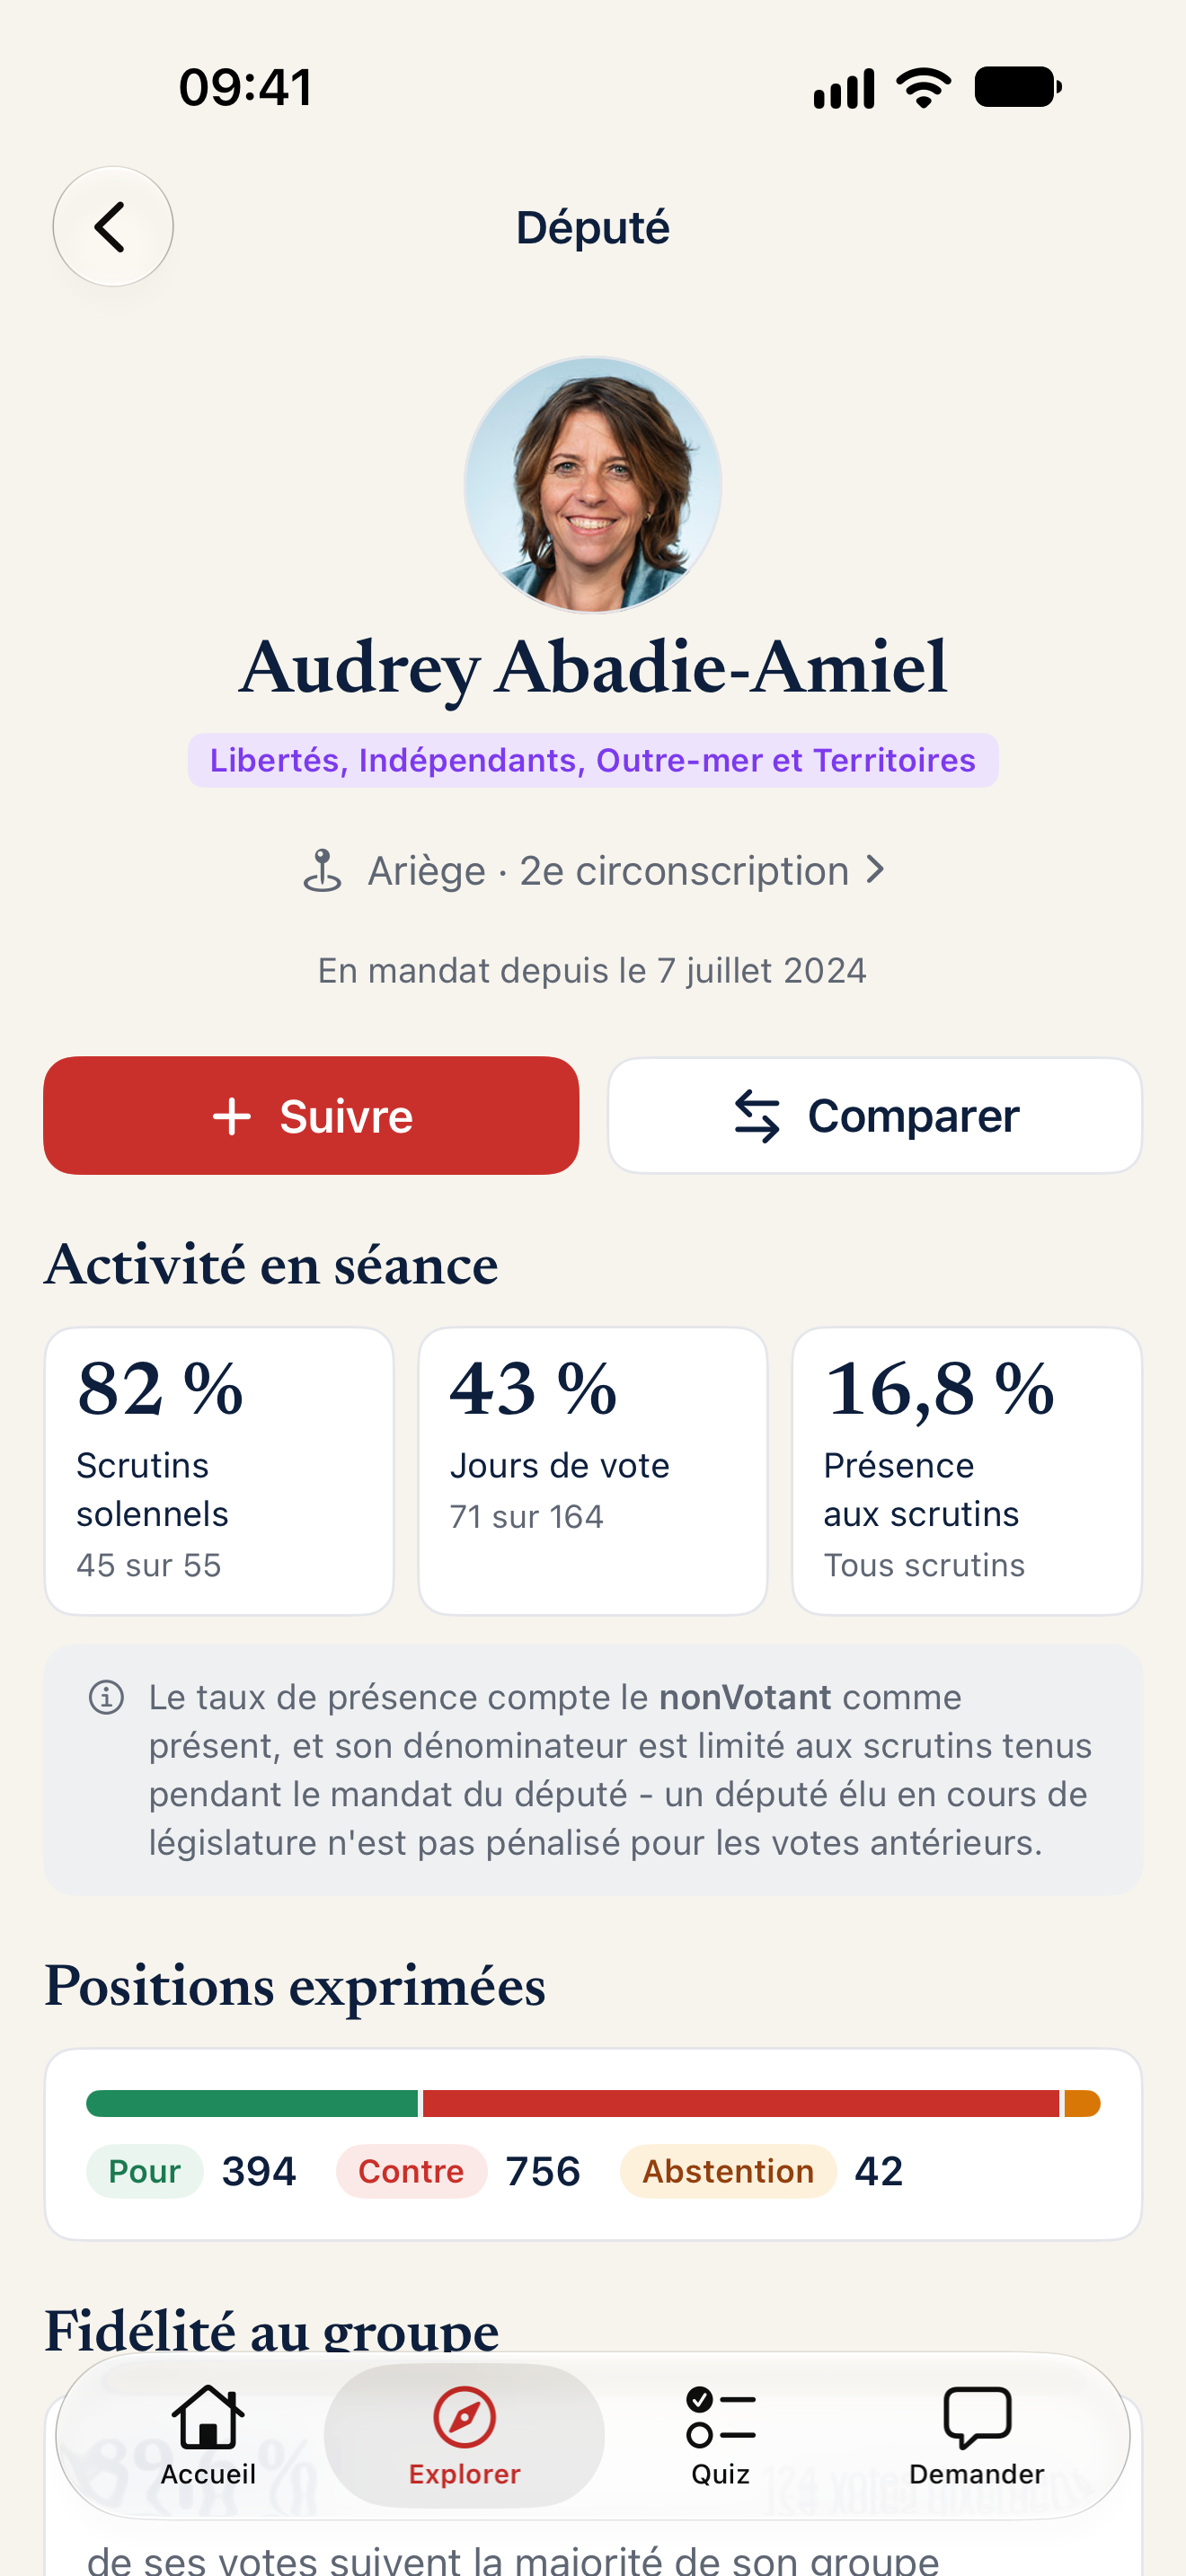 09:41
Député
Audrey Abadie-Amiel
Libertés, Indépendants, Outre-mer et Territoires
Ariège · 2e circonscription
En mandat depuis le 7 juillet 2024
Suivre
Comparer
Activité en séance
82 %
Scrutins
solennels
45 sur 55
43 %
Jours de vote
71 sur 164
16,8 %
Présence
aux scrutins
Tous scrutins
Le taux de présence compte le nonVotant comme
présent, et son dénominateur est limité aux scrutins tenus
pendant le mandat du député - un député élu en cours de
législature n'est pas pénalisé pour les votes antérieurs.
Positions exprimées
Pour 394 Contre 756 Abstention 42
Fidélité au groupe
Accueil
Explorer
Quiz
Demander
de ses votes suivent la majorité de son groupe